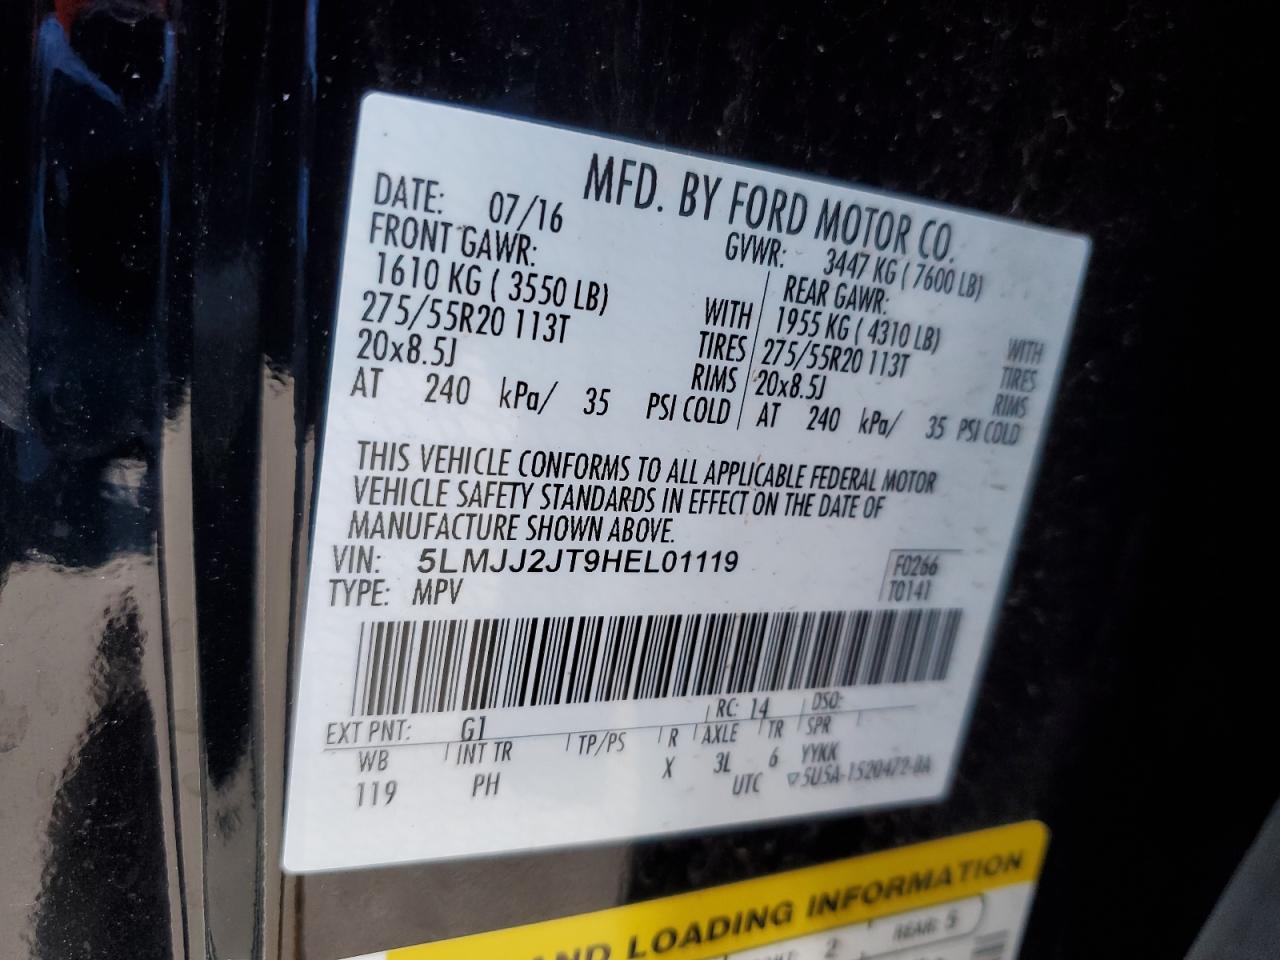 MFD. BY FORD MOTOR CO.
DATE: 07/16 GVWR: 3447 KG ( 7600 LB)
FRONT GAWR: REAR GAWR:
1610 KG ( 3550 LB) WITH 1955 KG ( 4310 LB) WITH
275/55R20 113T TIRES 275/55R20 113T TIRES
20x8.5J RIMS 20x8.5J RIMS
AT 240 kPa/ 35 PSI COLD AT 240 kPa/ 35 PSI COLD
THIS VEHICLE CONFORMS TO ALL APPLICABLE FEDERAL MOTOR
VEHICLE SAFETY STANDARDS IN EFFECT ON THE DATE OF
MANUFACTURE SHOWN ABOVE.
VIN: 5LMJJ2JT9HEL01119 F0266
TYPE: MPV T0141
EXT PNT: G1 RC: 14 DSO:
WB INT TR TP/PS R AXLE TR SPR
119 PH X 3L 6 YYKK
UTC 5U5A-1520472-BA
AND LOADING INFORMATION
2 REAR: 5